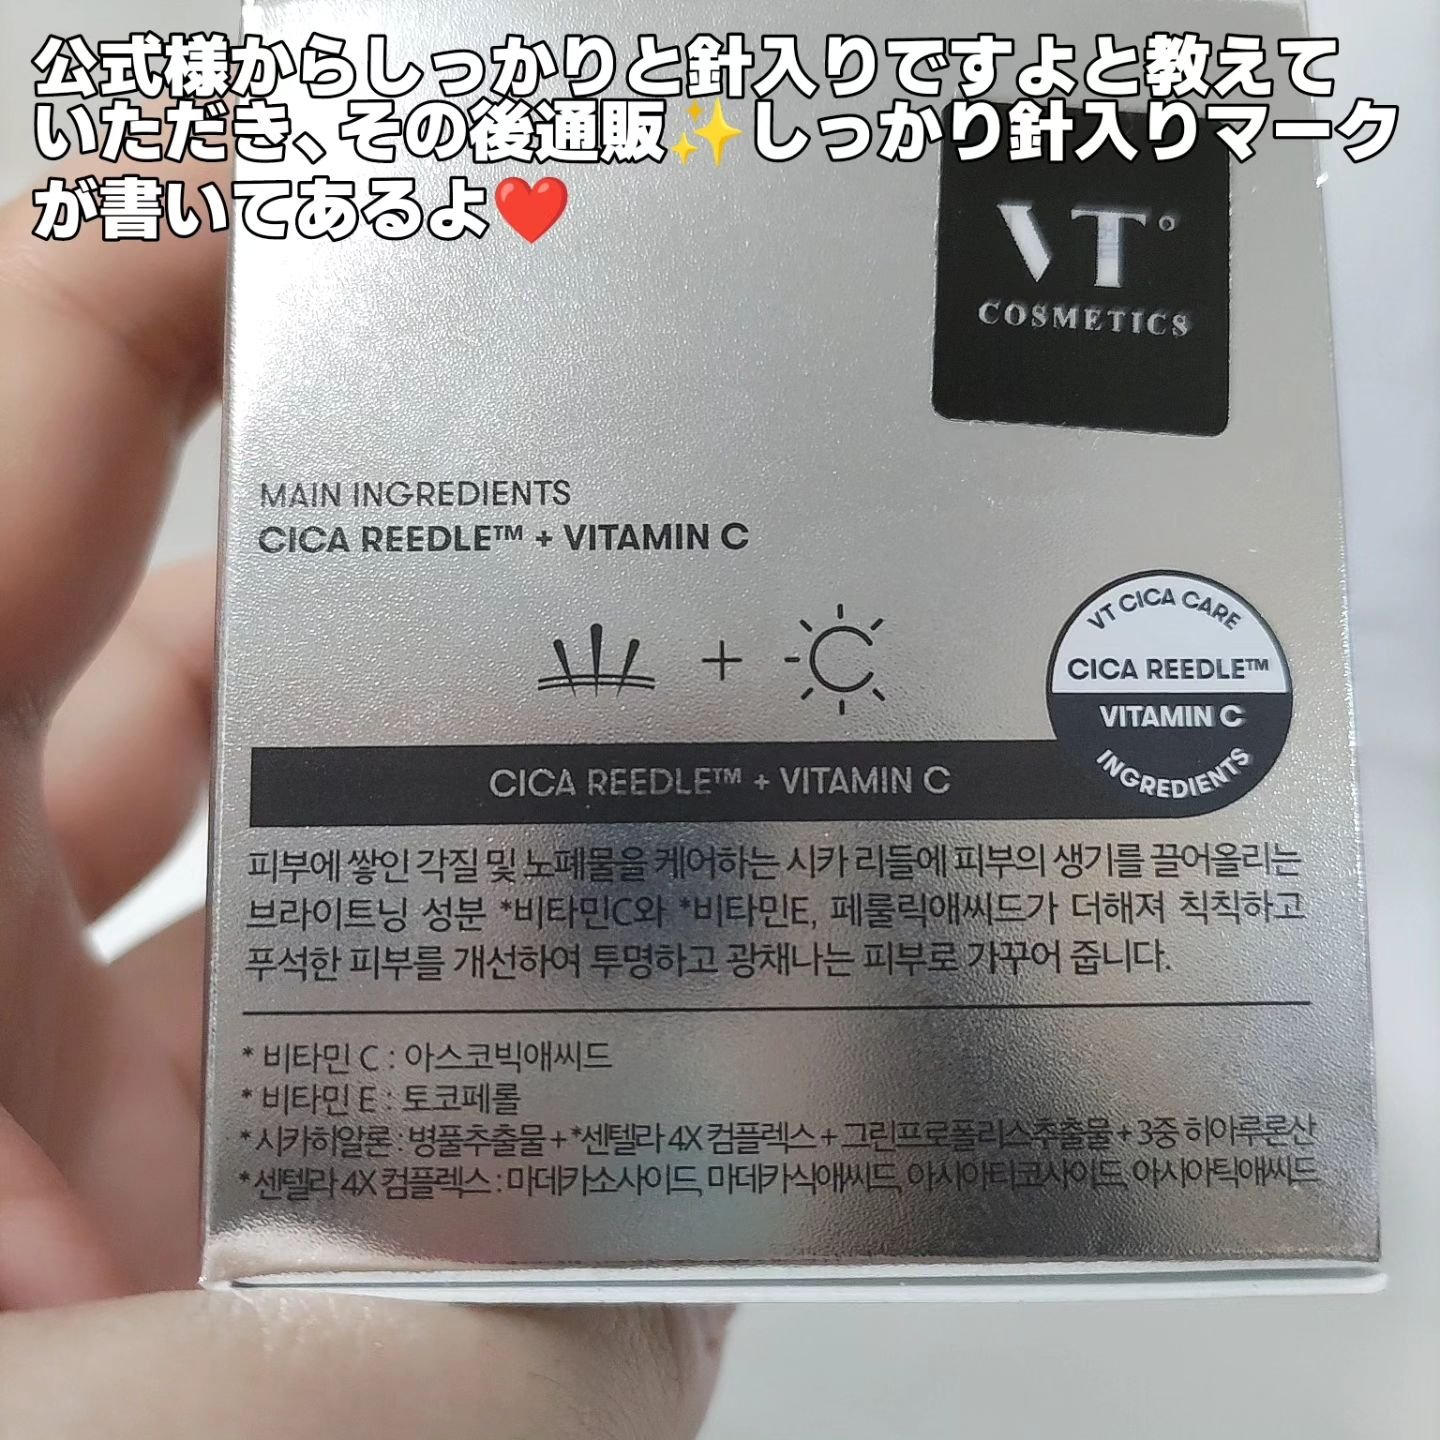 公式様からしっかりと針入りですよと教えて
いただき、その後通販✨しっかり針入りマーク
が書いてあるよ❤️
VT
COSMETICS
MAIN INGREDIENTS
CICA REEDLE™ + VITAMIN C
+
VT CICA CARE
CICA REEDLE™
VITAMIN C
INGREDIENTS
CICA REEDLE™ + VITAMIN C
피부에 쌓인 각질 및 노폐물을 케어하는 시카 리들에 피부의 생기를 끌어올리는
브라이트닝 성분 *비타민C와 *비타민E, 페룰릭애씨드가 더해져 칙칙하고
푸석한 피부를 개선하여 투명하고 광채나는 피부로 가꾸어 줍니다.
* 비타민 C : 아스코빅애씨드
* 비타민 E : 토코페롤
* 시카히알론 : 병풀추출물 + *센텔라 4X 컴플렉스 + 그린프로폴리스추출물 + 3중 히아루론산
* 센텔라 4X 컴플렉스 : 마데카소사이드, 마데카식애씨드, 아시아티코사이드, 아시아틱애씨드